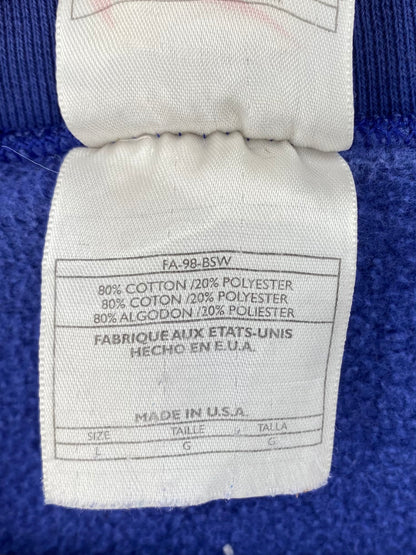 FA-98-BSW
80% COTTON /20% POLYESTER
80% COTON /20% POLYESTER
80% ALGODON /20% POLIESTER
FABRIQUE AUX ETATS-UNIS
HECHO EN E.U.A.
MADE IN U.S.A.
SIZE TAILLE TALLA
L G G